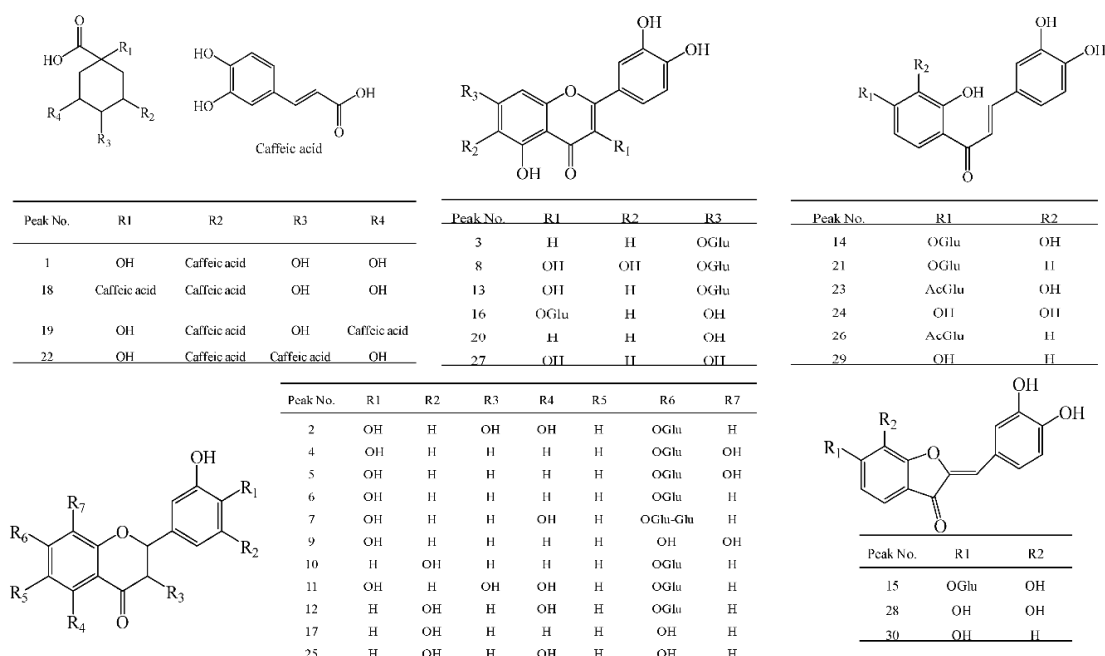 O
HO
R1
R4
R2
R3
HO
HO
OH
O
Caffeic acid
OH
OH
R3
O
R2
R1
OH
O
OH
OH
R2
R1
OH
O
Peak No. R1 R2 R3 R4
1 OH Caffeic acid OH OH
18 Caffeic acid Caffeic acid OH OH
19 OH Caffeic acid OH Caffeic acid
22 OH Caffeic acid Caffeic acid OH
Peak No. R1 R2 R3
3 H H OGlu
8 OH OH OGlu
13 OH H OGlu
16 OGlu H OH
20 H H OH
27 OH H OH
Peak No. R1 R2
14 OGlu OH
21 OGlu H
23 AcGlu OH
24 OH OH
26 AcGlu H
29 OH H
OH
R1
R7
R6
O
R2
R5
R3
R4
O
Peak No. R1 R2 R3 R4 R5 R6 R7
2 OH H OH OH H OGlu H
4 OH H H H H OGlu OH
5 OH H H H H OGlu OH
6 OH H H H H OGlu H
7 OH H H OH H OGlu-Glu H
9 OH H H H H OH OH
10 H OH H H H OGlu H
11 OH H OH OH H OGlu H
12 H OH H OH H OGlu H
17 H OH H H H OH H
25 H OH H OH H OH H
OH
OH
R2
R1
O
O
Peak No. R1 R2
15 OGlu OH
28 OH OH
30 OH H